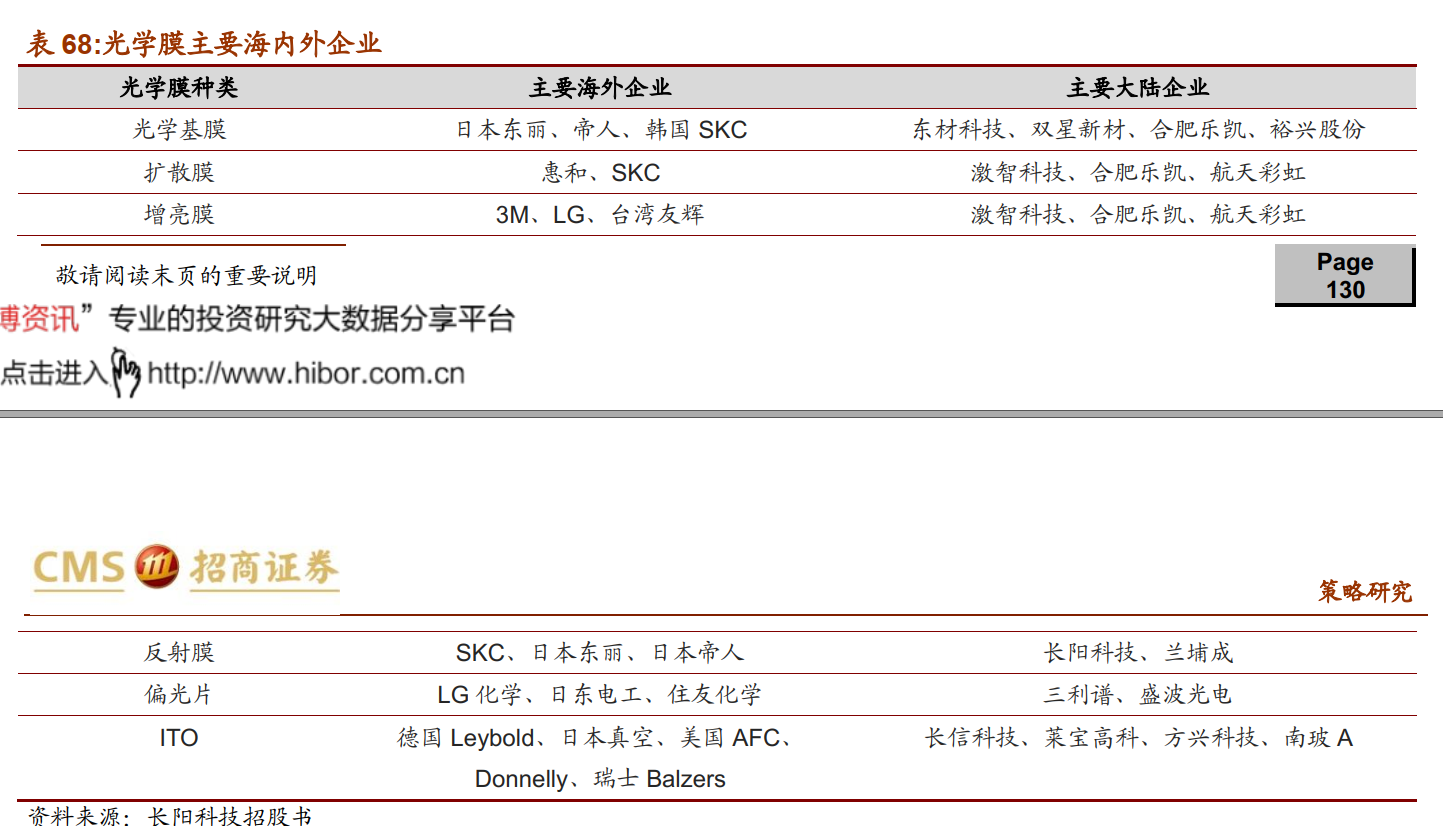 表 68:光学膜主要海内外企业
光学膜种类 主要海外企业 主要大陆企业
光学基膜 日本东丽、帝人、韩国 SKC 东材科技、双星新材、合肥乐凯、裕兴股份
扩散膜 惠和、SKC 激智科技、合肥乐凯、航天彩虹
增亮膜 3M、LG、台湾友辉 激智科技、合肥乐凯、航天彩虹
敬请阅读末页的重要说明
Page
130
博资讯”专业的投资研究大数据分享平台
点击进入 http://www.hibor.com.cn
CMS 招商证券
策略研究
反射膜 SKC、日本东丽、日本帝人 长阳科技、兰埔成
偏光片 LG 化学、日东电工、住友化学 三利谱、盛波光电
ITO 德国 Leybold、日本真空、美国 AFC、 长信科技、莱宝高科、方兴科技、南玻 A
Donnelly、瑞士 Balzers
资料来源：长阳科技招股书